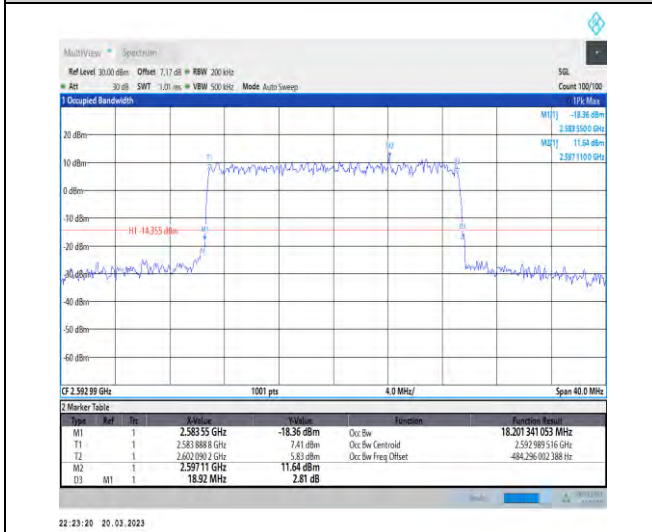 MultiView Spectrum
Ref Level 30.00 dBm Offset 7.17 dB RBW 200 kHz SGL
Att 30 dB SWT 1.01 ms VBW 500 kHz Mode Auto Sweep Count 100/100
1 Occupied Bandwidth 1Pk Max
M1[1] -18.36 dBm
2.583 5500 GHz
M2[1] 11.64 dBm
2.597 1100 GHz
20 dBm
10 dBm
0 dBm
-10 dBm
H1 -14.355 dBm
-20 dBm
-30 dBm
-40 dBm
-50 dBm
-60 dBm
T1
M2
M1
D3
CF 2.592 99 GHz 1001 pts 4.0 MHz/ Span 40.0 MHz
2 Marker Table
Type Ref Trc X-Value Y-Value Function Function Result
M1 1 2.583 55 GHz -18.36 dBm Occ Bw 18.201 341 053 MHz
T1 1 2.583 888 8 GHz 7.41 dBm Occ Bw Centroid 2.592 989 516 GHz
T2 1 2.602 090 2 GHz 5.83 dBm Occ Bw Freq Offset -484.296 002 388 Hz
M2 1 2.597 11 GHz 11.64 dBm
D3 M1 1 18.92 MHz 2.81 dB
22:23:20 20.03.2023